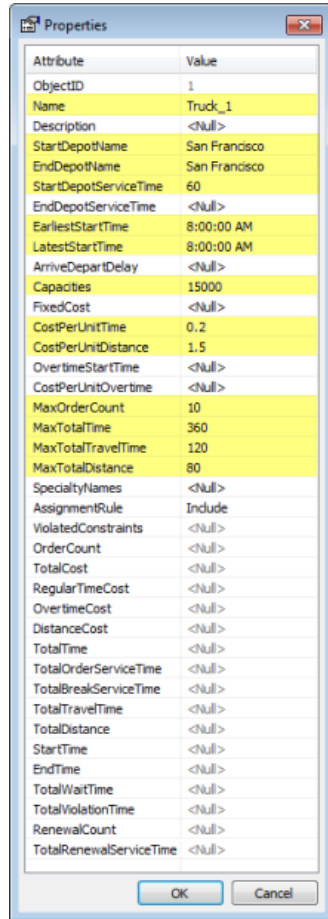 Properties
Attribute Value
ObjectID 1
Name Truck_1
Description <Null>
StartDepotName San Francisco
EndDepotName San Francisco
StartDepotServiceTime 60
EndDepotServiceTime <Null>
EarliestStartTime 8:00:00 AM
LatestStartTime 8:00:00 AM
ArriveDepartDelay <Null>
Capacities 15000
FixedCost <Null>
CostPerUnitTime 0.2
CostPerUnitDistance 1.5
OvertimeStartTime <Null>
CostPerUnitOvertime <Null>
MaxOrderCount 10
MaxTotalTime 360
MaxTotalTravelTime 120
MaxTotalDistance 80
SpecialtyNames <Null>
AssignmentRule Include
ViolatedConstraints <Null>
OrderCount <Null>
TotalCost <Null>
RegularTimeCost <Null>
OvertimeCost <Null>
DistanceCost <Null>
TotalTime <Null>
TotalOrderServiceTime <Null>
TotalBreakServiceTime <Null>
TotalTravelTime <Null>
TotalDistance <Null>
StartTime <Null>
EndTime <Null>
TotalWaitTime <Null>
TotalViolationTime <Null>
RenewalCount <Null>
TotalRenewalServiceTime <Null>
OK Cancel